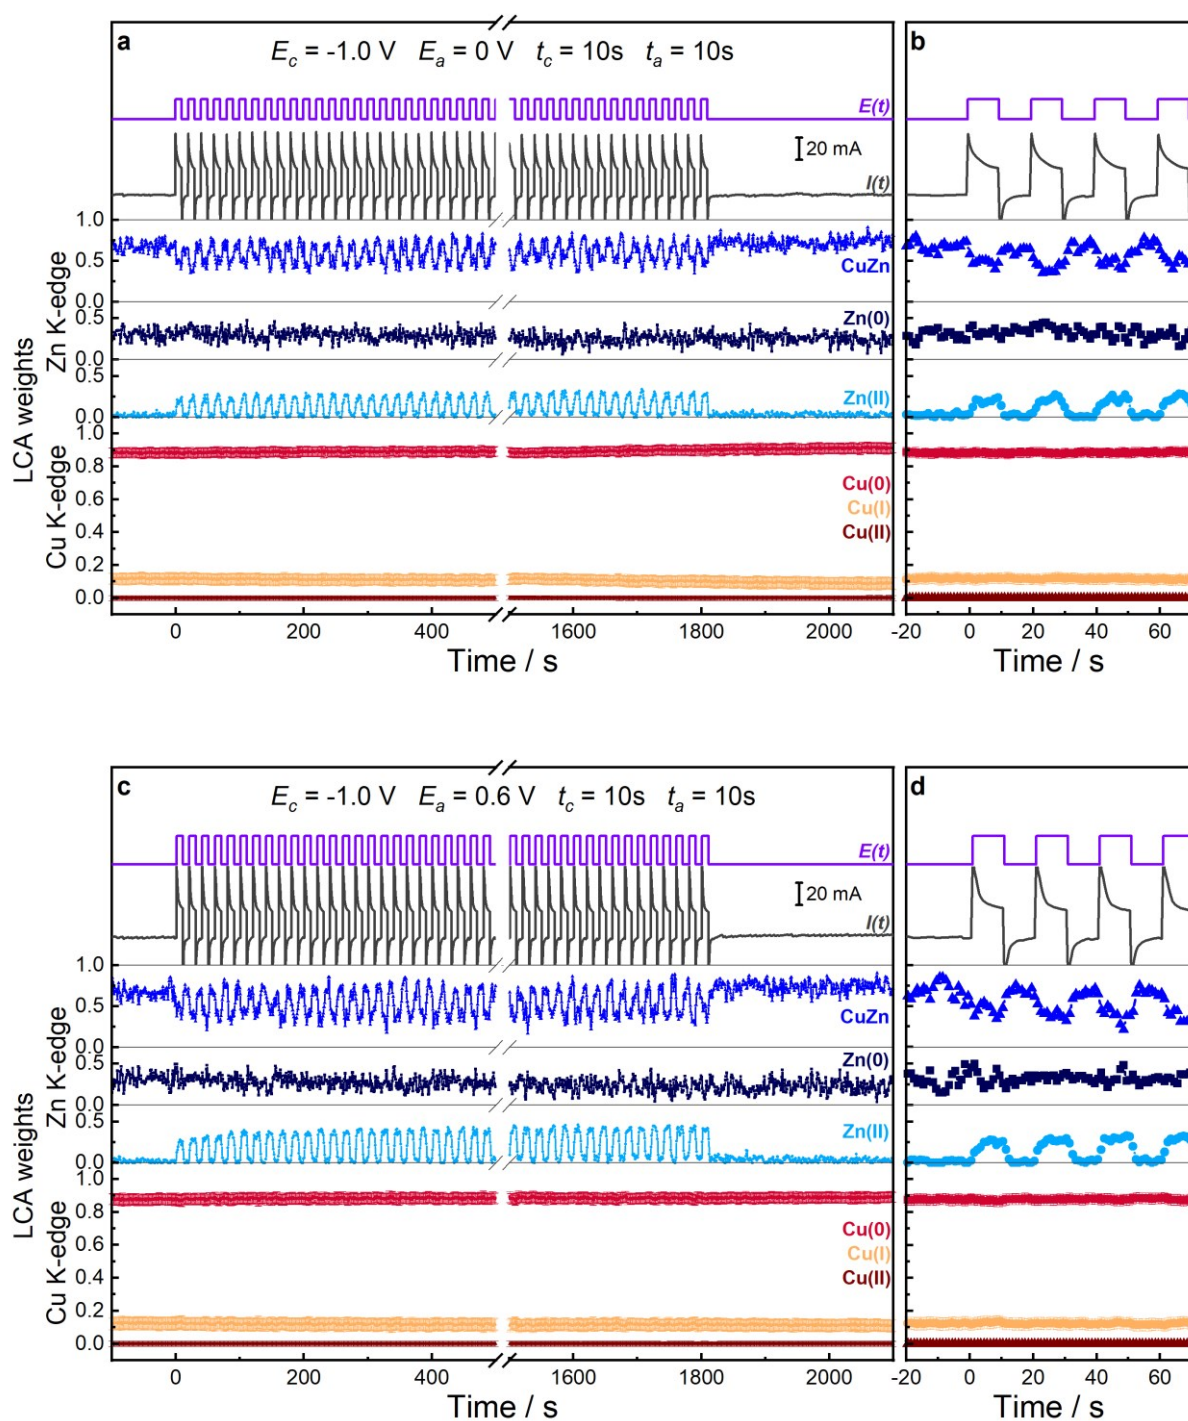 a
E_c = -1.0 V E_a = 0 V t_c = 10s t_a = 10s
E(t)
20 mA
I(t)
1.0
0.5
0.0
CuZn
0.5
0.0
Zn(0)
0.5
0.0
Zn(II)
Zn K-edge
LCA weights
Cu K-edge
1.0
0.8
0.6
0.4
0.2
0.0
Cu(0)
Cu(I)
Cu(II)
0 200 400 1600 1800 2000
Time / s
b
-20 0 20 40 60
Time / s
c
E_c = -1.0 V E_a = 0.6 V t_c = 10s t_a = 10s
E(t)
20 mA
I(t)
1.0
0.5
0.0
CuZn
0.5
0.0
Zn(0)
0.5
0.0
Zn(II)
Zn K-edge
LCA weights
Cu K-edge
1.0
0.8
0.6
0.4
0.2
0.0
Cu(0)
Cu(I)
Cu(II)
0 200 400 1600 1800 2000
Time / s
d
-20 0 20 40 60
Time / s